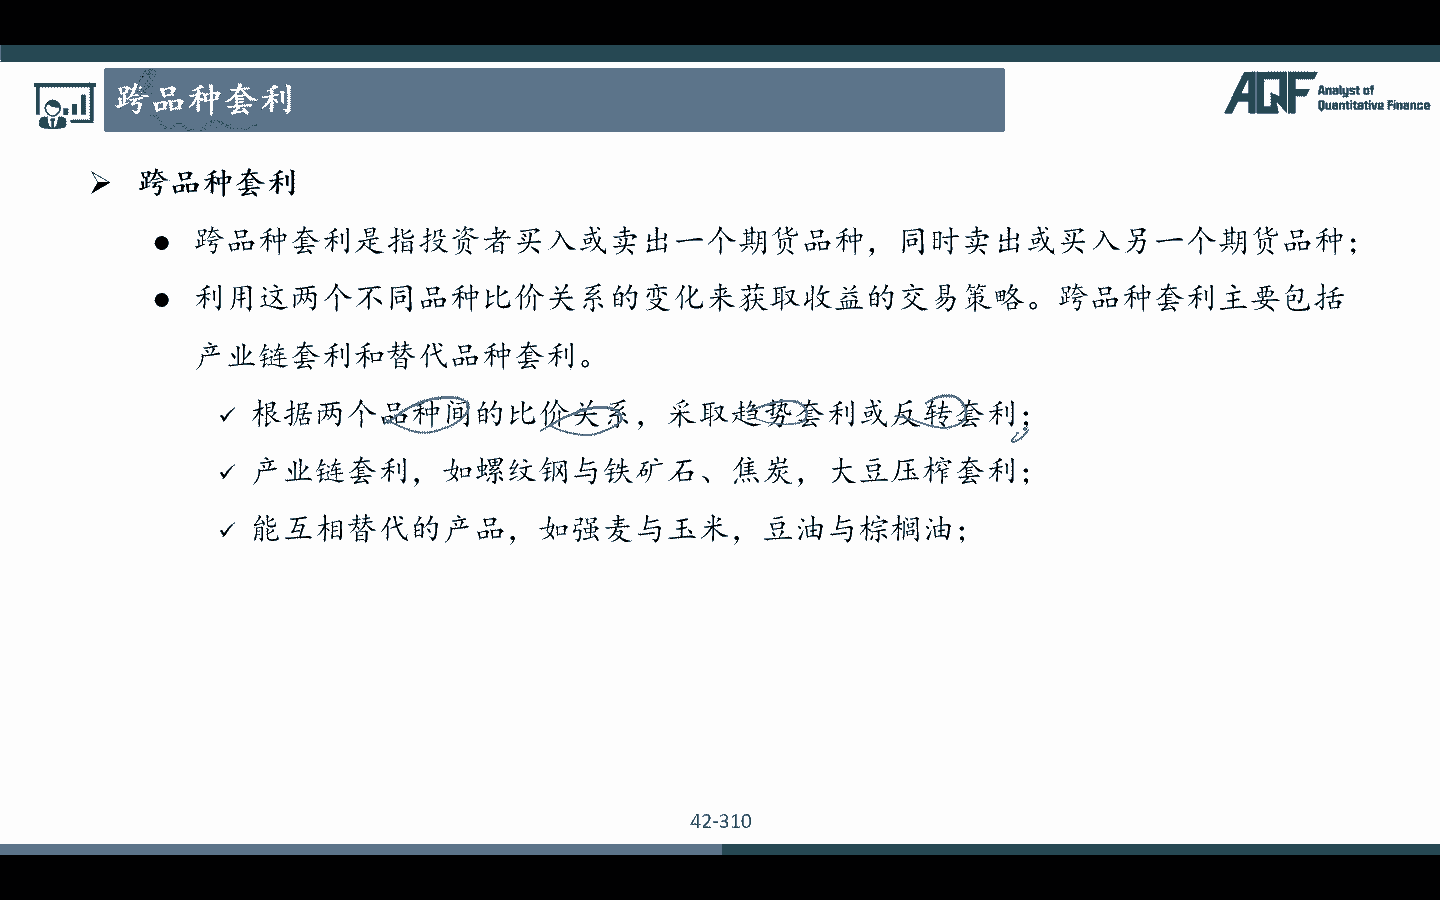 跨品种套利
AQF Analyst of
Quantitative Finance
跨品种套利
跨品种套利是指投资者买入或卖出一个期货品种，同时卖出或买入另一个期货品种；
利用这两个不同品种比价关系的变化来获取收益的交易策略。跨品种套利主要包括
产业链套利和替代品种套利。
根据两个品种间的比价关系，采取趋势套利或反转套利；
产业链套利，如螺纹钢与铁矿石、焦炭，大豆压榨套利；
能互相替代的产品，如强麦与玉米，豆油与棕榈油；
42-310